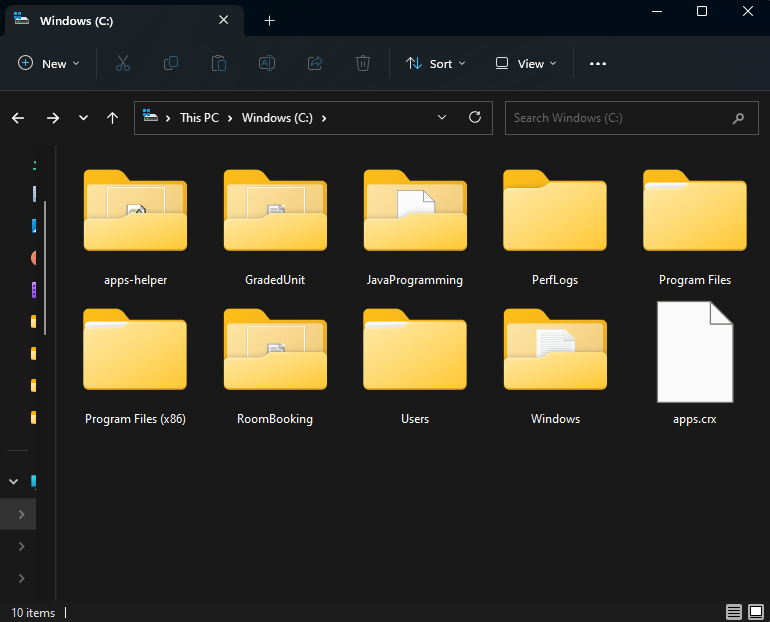 Windows (C:)
New Sort View
This PC Windows (C:) Search Windows (C:)
apps-helper GradedUnit JavaProgramming PerfLogs Program Files
Program Files (x86) RoomBooking Users Windows apps.crx
10 items